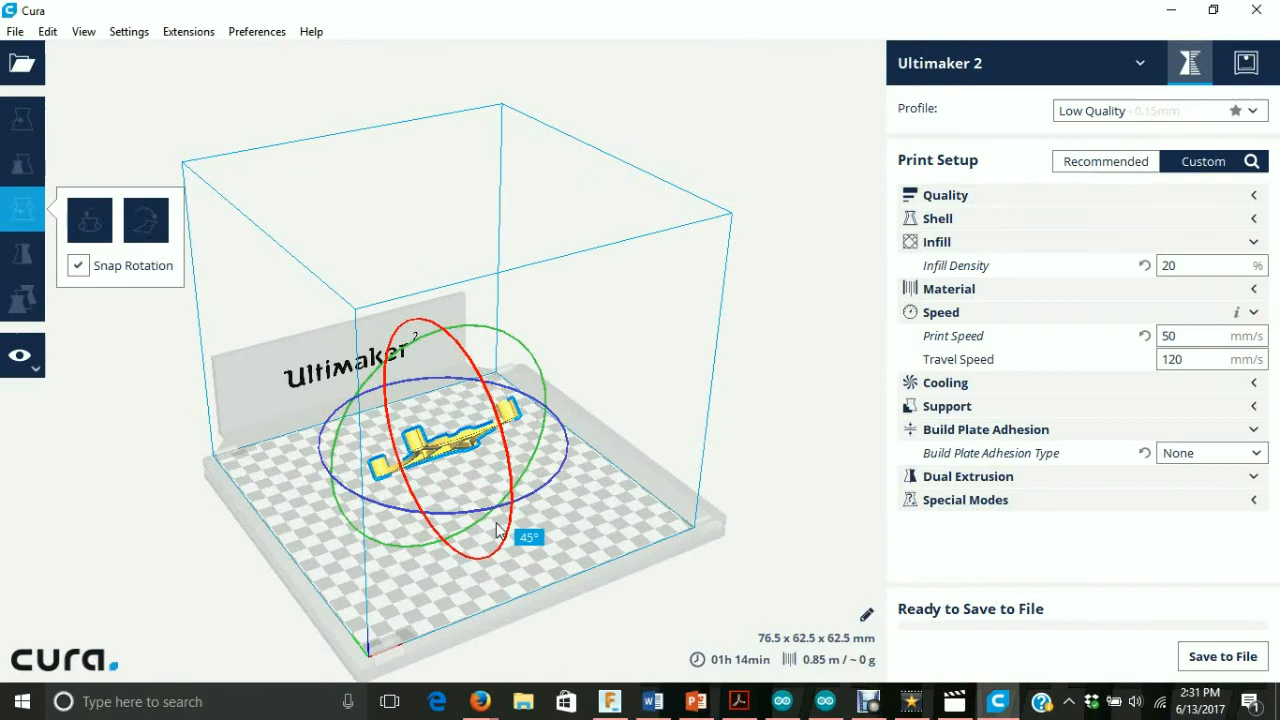 Cura
File Edit View Settings Extensions Preferences Help
Ultimaker 2
Profile: Low Quality - 0.15mm
Print Setup Recommended Custom
Quality
Shell
Infill
Infill Density 20 %
Material
Speed i
Print Speed 50 mm/s
Travel Speed 120 mm/s
Cooling
Support
Build Plate Adhesion
Build Plate Adhesion Type None
Dual Extrusion
Special Modes
Snap Rotation
Ultimaker 2
45°
Ready to Save to File
76.5 x 62.5 x 62.5 mm
01h 14min 0.85 m / ~ 0 g
Save to File
cura.
Type here to search
2:31 PM
6/13/2017